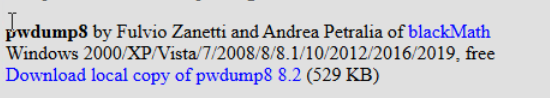 pwdump8 by Fulvio Zanetti and Andrea Petralia of blackMath
Windows 2000/XP/Vista/7/2008/8/8.1/10/2012/2016/2019, free
Download local copy of pwdump8 8.2 (529 KB)